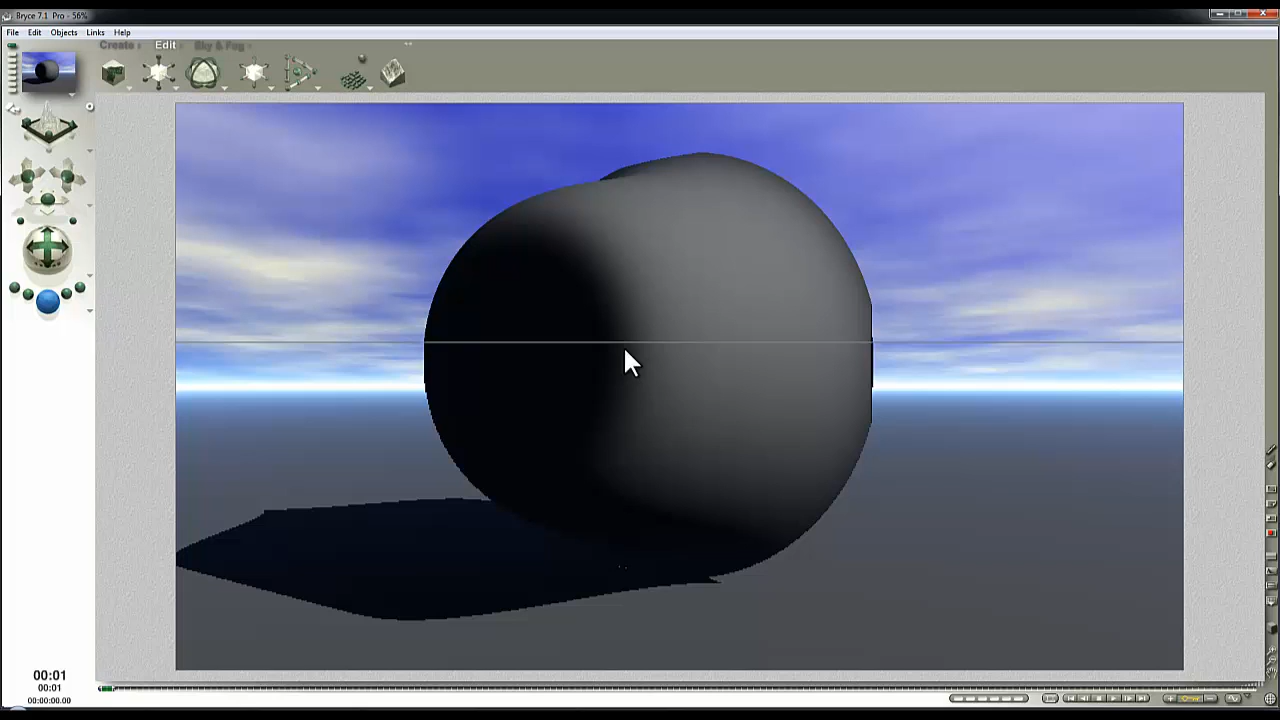 Bryce 7.1 Pro - 56%
File Edit Objects Links Help
Create Edit Sky & Fog
00:01
00:01
00:00:00.00